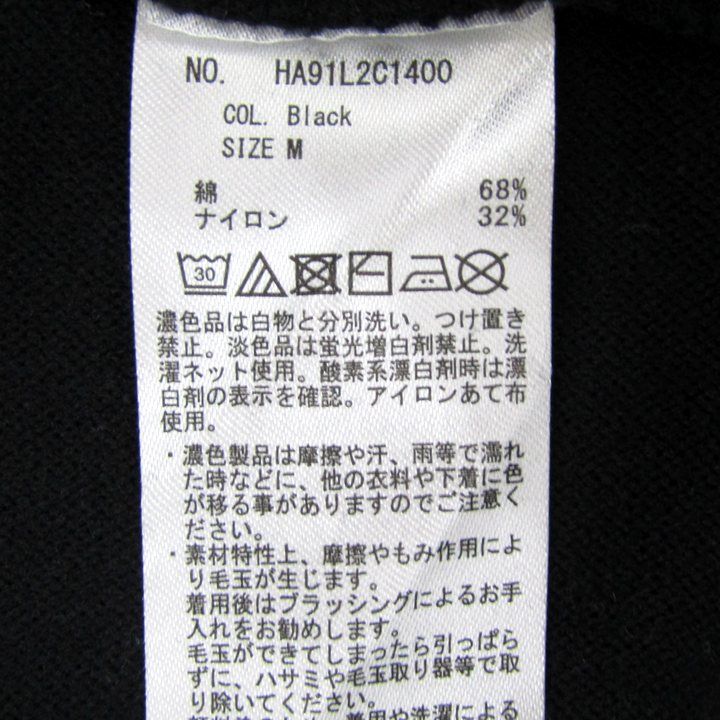 NO. HA91L2C1400
COL. Black
SIZE M
綿 68%
ナイロン 32%
30
濃色品は白物と分別洗い。つけ置き
禁止。淡色品は蛍光増白剤禁止。洗
濯ネット使用。酸素系漂白剤時は漂
白剤の表示を確認。アイロンあて布
使用。
・濃色製品は摩擦や汗、雨等で濡れ
た時などに、他の衣料や下着に色
が移る事がありますのでご注意く
ださい。
・素材特性上、摩擦やもみ作用によ
り毛玉が生じます。
着用後はブラッシングによるお手
入れをお勧めします。
毛玉ができてしまったら引っぱら
ずに、ハサミや毛玉取り器等で取
り除いてください。
着用や洗濯による